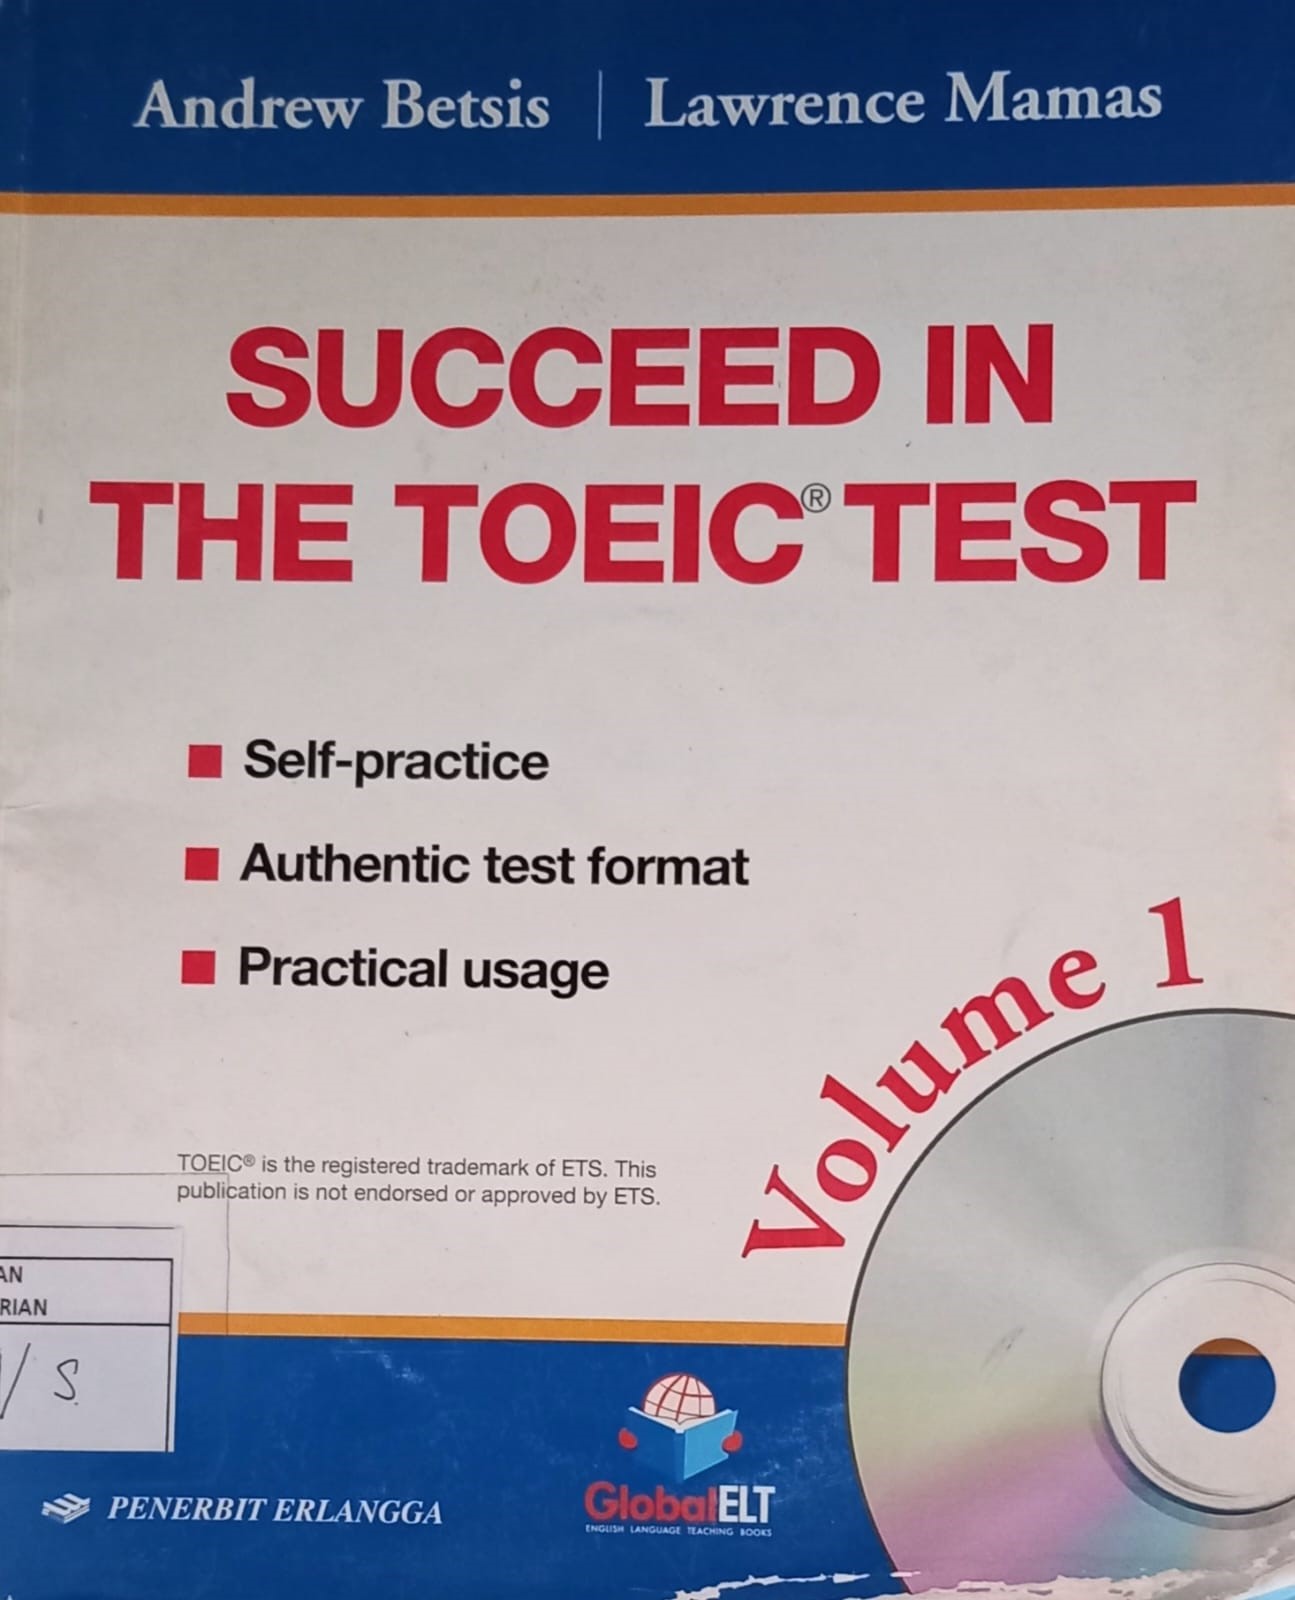 Andrew Betsis | Lawrence Mamas
SUCCEED IN
THE TOEIC® TEST
■ Self-practice
■ Authentic test format
■ Practical usage
Volume 1
TOEIC® is the registered trademark of ETS. This
publication is not endorsed or approved by ETS.
AN
RIAN
/ S.
PENERBIT ERLANGGA
GlobalELT
ENGLISH LANGUAGE TEACHING BOOKS